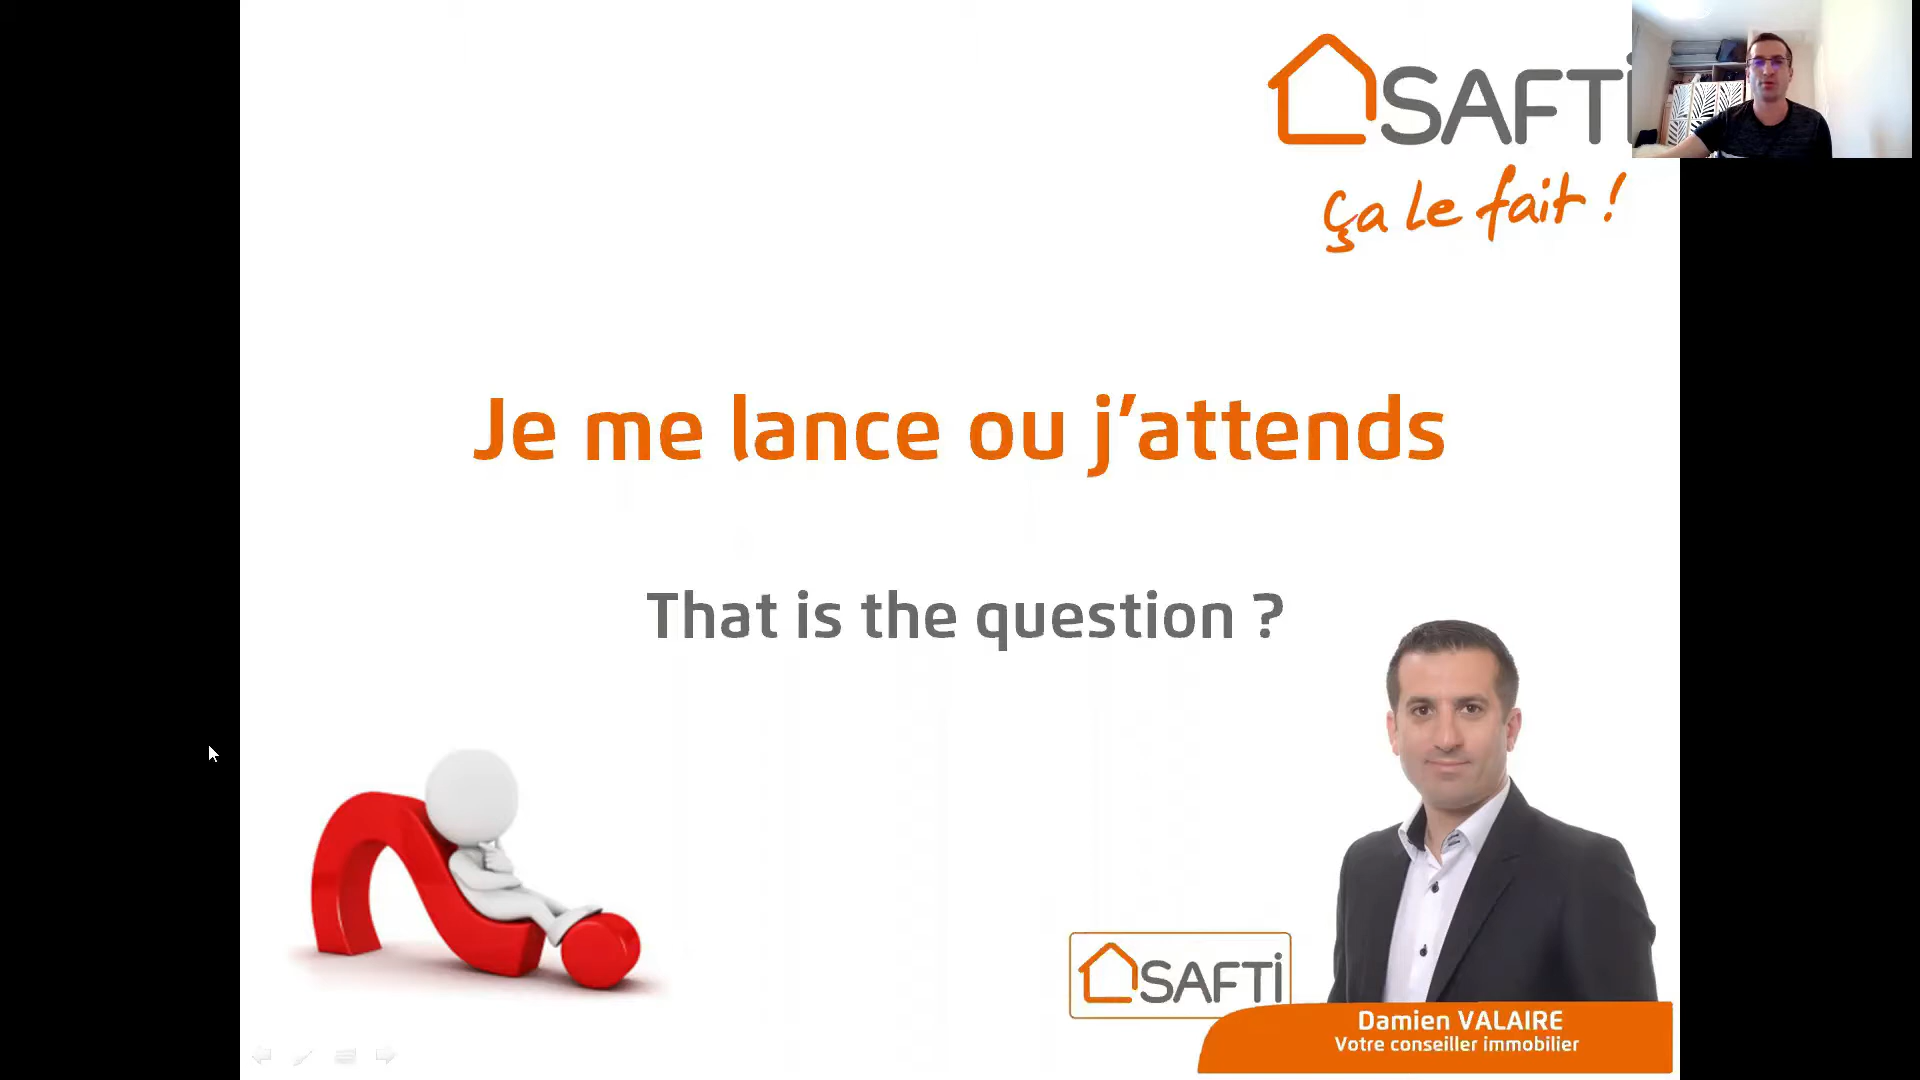 SAFTi
ça le fait !
Je me lance ou j’attends
That is the question ?
SAFTi
Damien VALAIRE
Votre conseiller immobilier